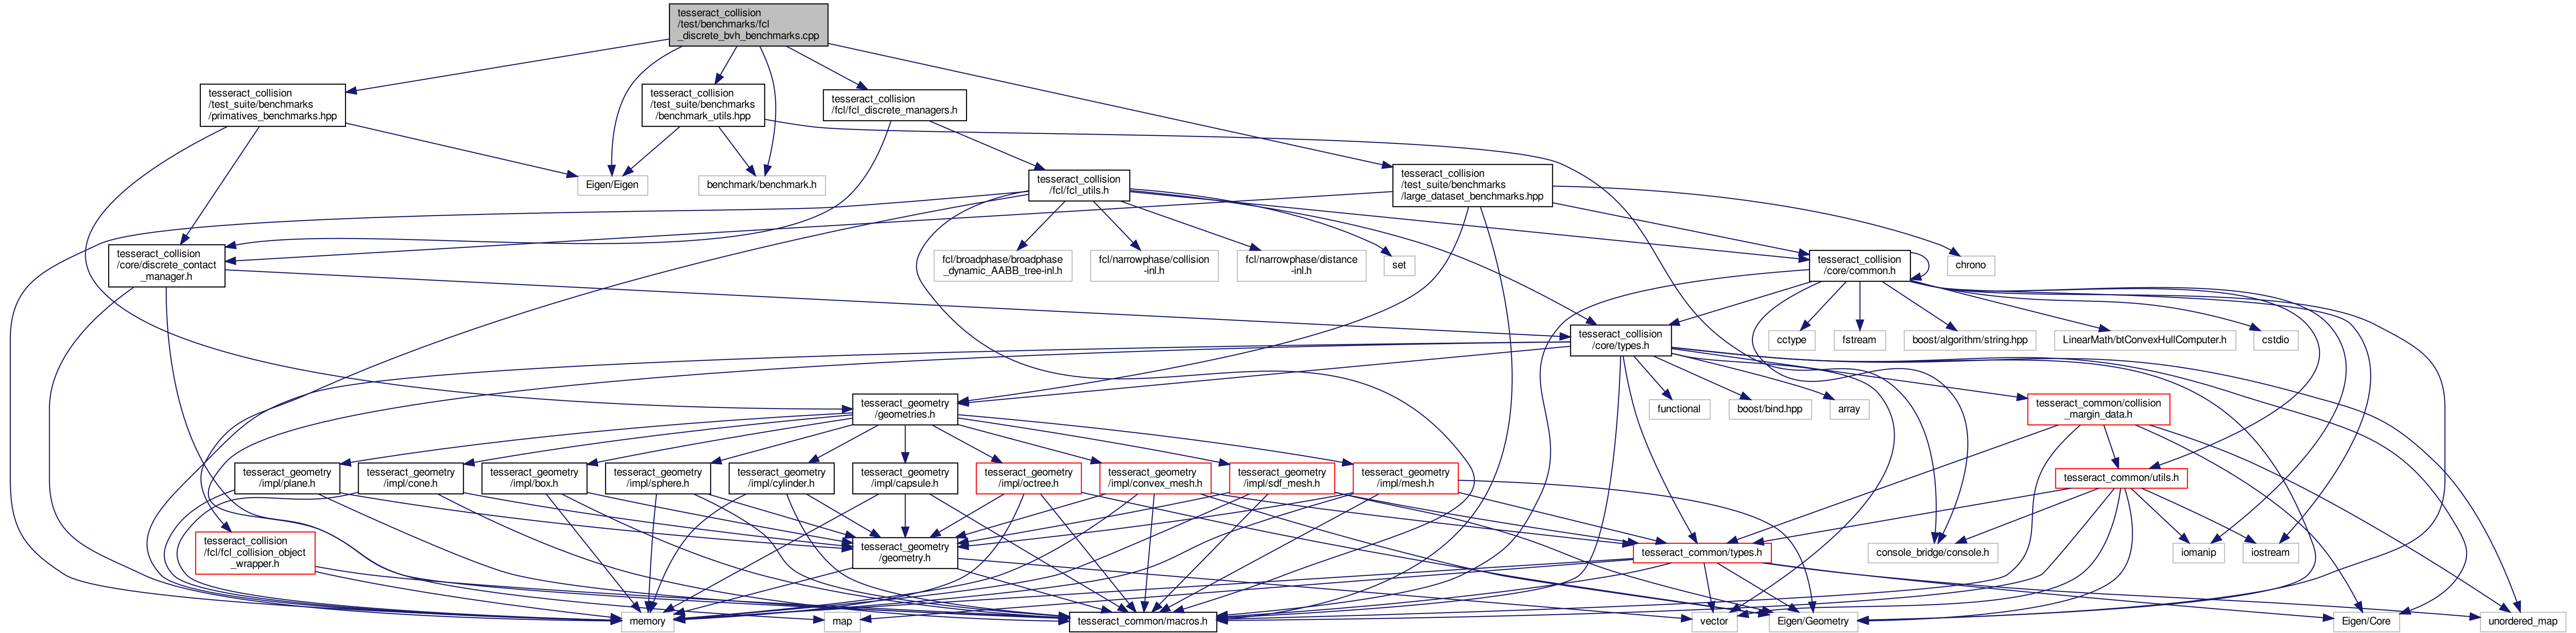 tesseract_collision
/test/benchmarks/fcl
_discrete_bvh_benchmarks.cpp
tesseract_collision
/test_suite/benchmarks
/primatives_benchmarks.hpp
tesseract_collision
/test_suite/benchmarks
/benchmark_utils.hpp
tesseract_collision
/fcl/fcl_discrete_managers.h
Eigen/Eigen
benchmark/benchmark.h
tesseract_collision
/fcl/fcl_utils.h
tesseract_collision
/test_suite/benchmarks
/large_dataset_benchmarks.hpp
tesseract_collision
/core/discrete_contact
_manager.h
fcl/broadphase/broadphase
_dynamic_AABB_tree-inl.h
fcl/narrowphase/collision
-inl.h
fcl/narrowphase/distance
-inl.h
set
tesseract_collision
/core/common.h
chrono
tesseract_collision
/core/types.h
cctype
fstream
boost/algorithm/string.hpp
LinearMath/btConvexHullComputer.h
cstdio
tesseract_geometry
/geometries.h
functional
boost/bind.hpp
array
tesseract_common/collision
_margin_data.h
tesseract_geometry
/impl/plane.h
tesseract_geometry
/impl/cone.h
tesseract_geometry
/impl/box.h
tesseract_geometry
/impl/sphere.h
tesseract_geometry
/impl/cylinder.h
tesseract_geometry
/impl/capsule.h
tesseract_geometry
/impl/octree.h
tesseract_geometry
/impl/convex_mesh.h
tesseract_geometry
/impl/sdf_mesh.h
tesseract_geometry
/impl/mesh.h
tesseract_common/utils.h
tesseract_collision
/fcl/fcl_collision_object
_wrapper.h
tesseract_geometry
/geometry.h
tesseract_common/types.h
console_bridge/console.h
iomanip
iostream
memory
map
tesseract_common/macros.h
vector
Eigen/Geometry
Eigen/Core
unordered_map